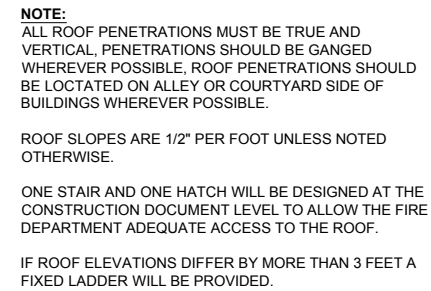 NOTE:
ALL ROOF PENETRATIONS MUST BE TRUE AND
VERTICAL, PENETRATIONS SHOULD BE GANGED
WHEREVER POSSIBLE, ROOF PENETRATIONS SHOULD
BE LOCTATED ON ALLEY OR COURTYARD SIDE OF
BUILDINGS WHEREVER POSSIBLE.
ROOF SLOPES ARE 1/2" PER FOOT UNLESS NOTED
OTHERWISE.
ONE STAIR AND ONE HATCH WILL BE DESIGNED AT THE
CONSTRUCTION DOCUMENT LEVEL TO ALLOW THE FIRE
DEPARTMENT ADEQUATE ACCESS TO THE ROOF.
IF ROOF ELEVATIONS DIFFER BY MORE THAN 3 FEET A
FIXED LADDER WILL BE PROVIDED.